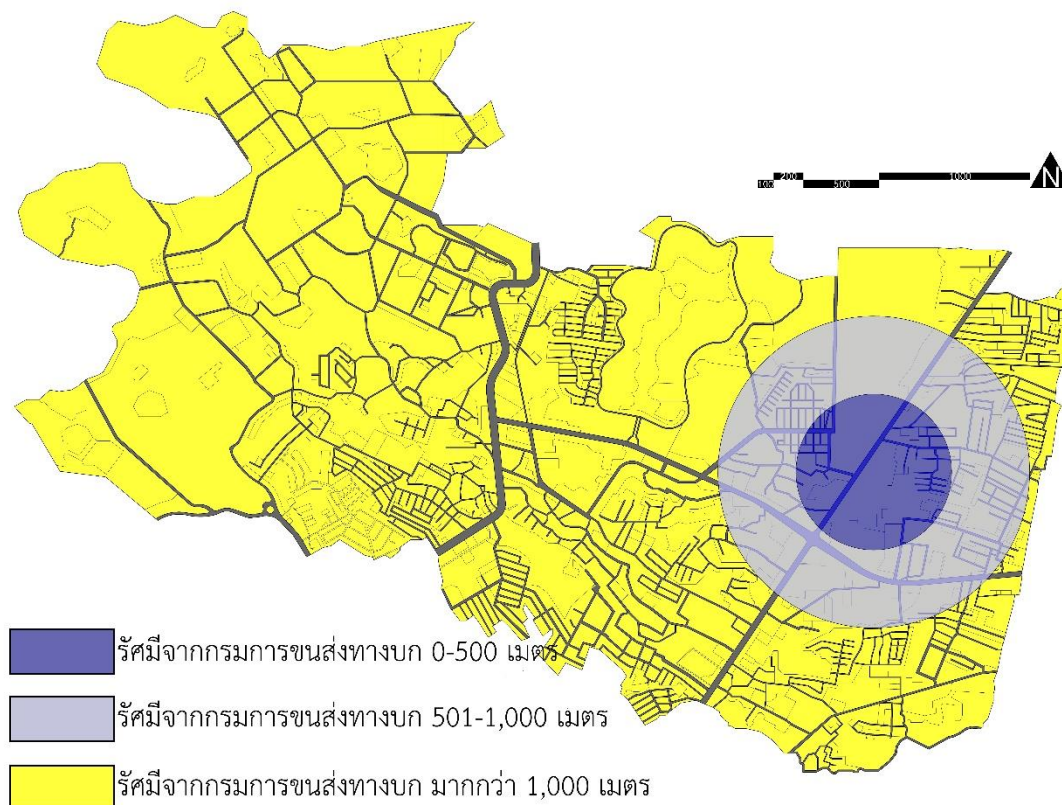 100 200 500 1000 N
รัศมีจากกรมการขนส่งทางบก 0-500 เมตร
รัศมีจากกรมการขนส่งทางบก 501-1,000 เมตร
รัศมีจากกรมการขนส่งทางบก มากกว่า 1,000 เมตร